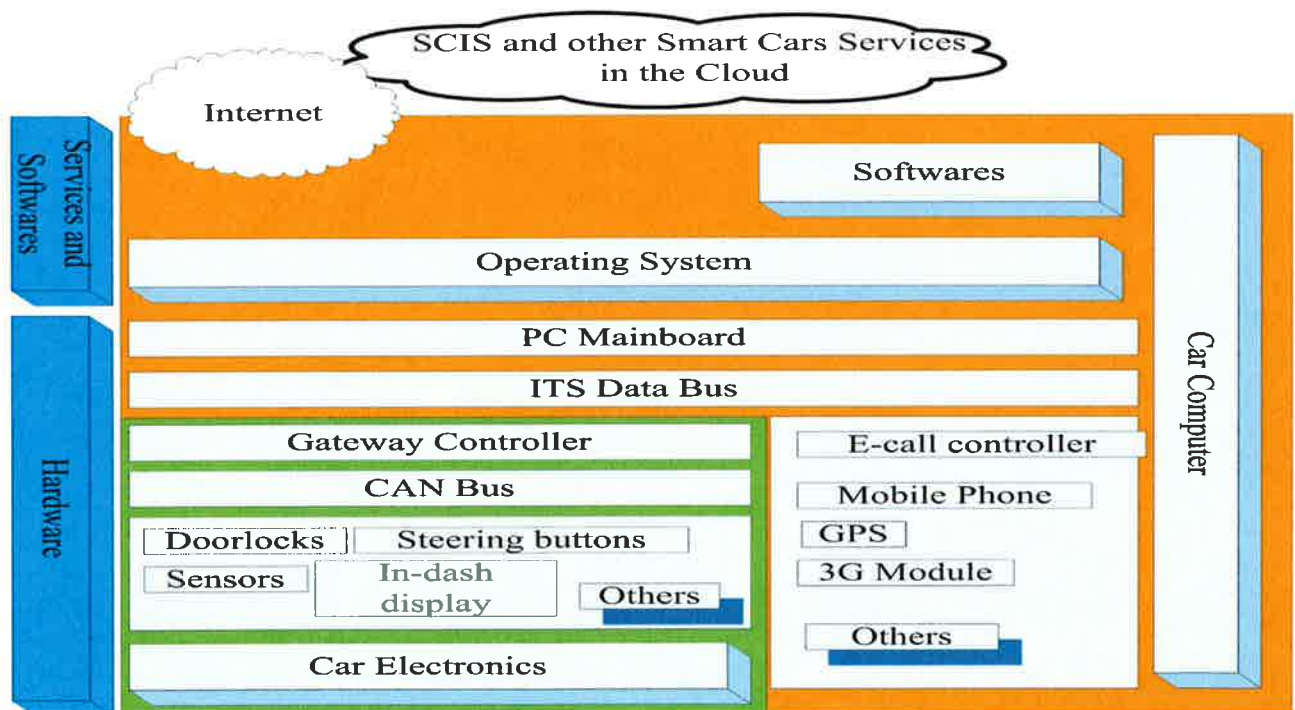 SCIS and other Smart Cars Services
in the Cloud
Internet
Services and
Softwares
Softwares
Operating System
PC Mainboard
ITS Data Bus
Hardware
Car Computer
Gateway Controller
CAN Bus
Doorlocks
Steering buttons
Sensors
In-dash
display
Others
Car Electronics
E-call controller
Mobile Phone
GPS
3G Module
Others